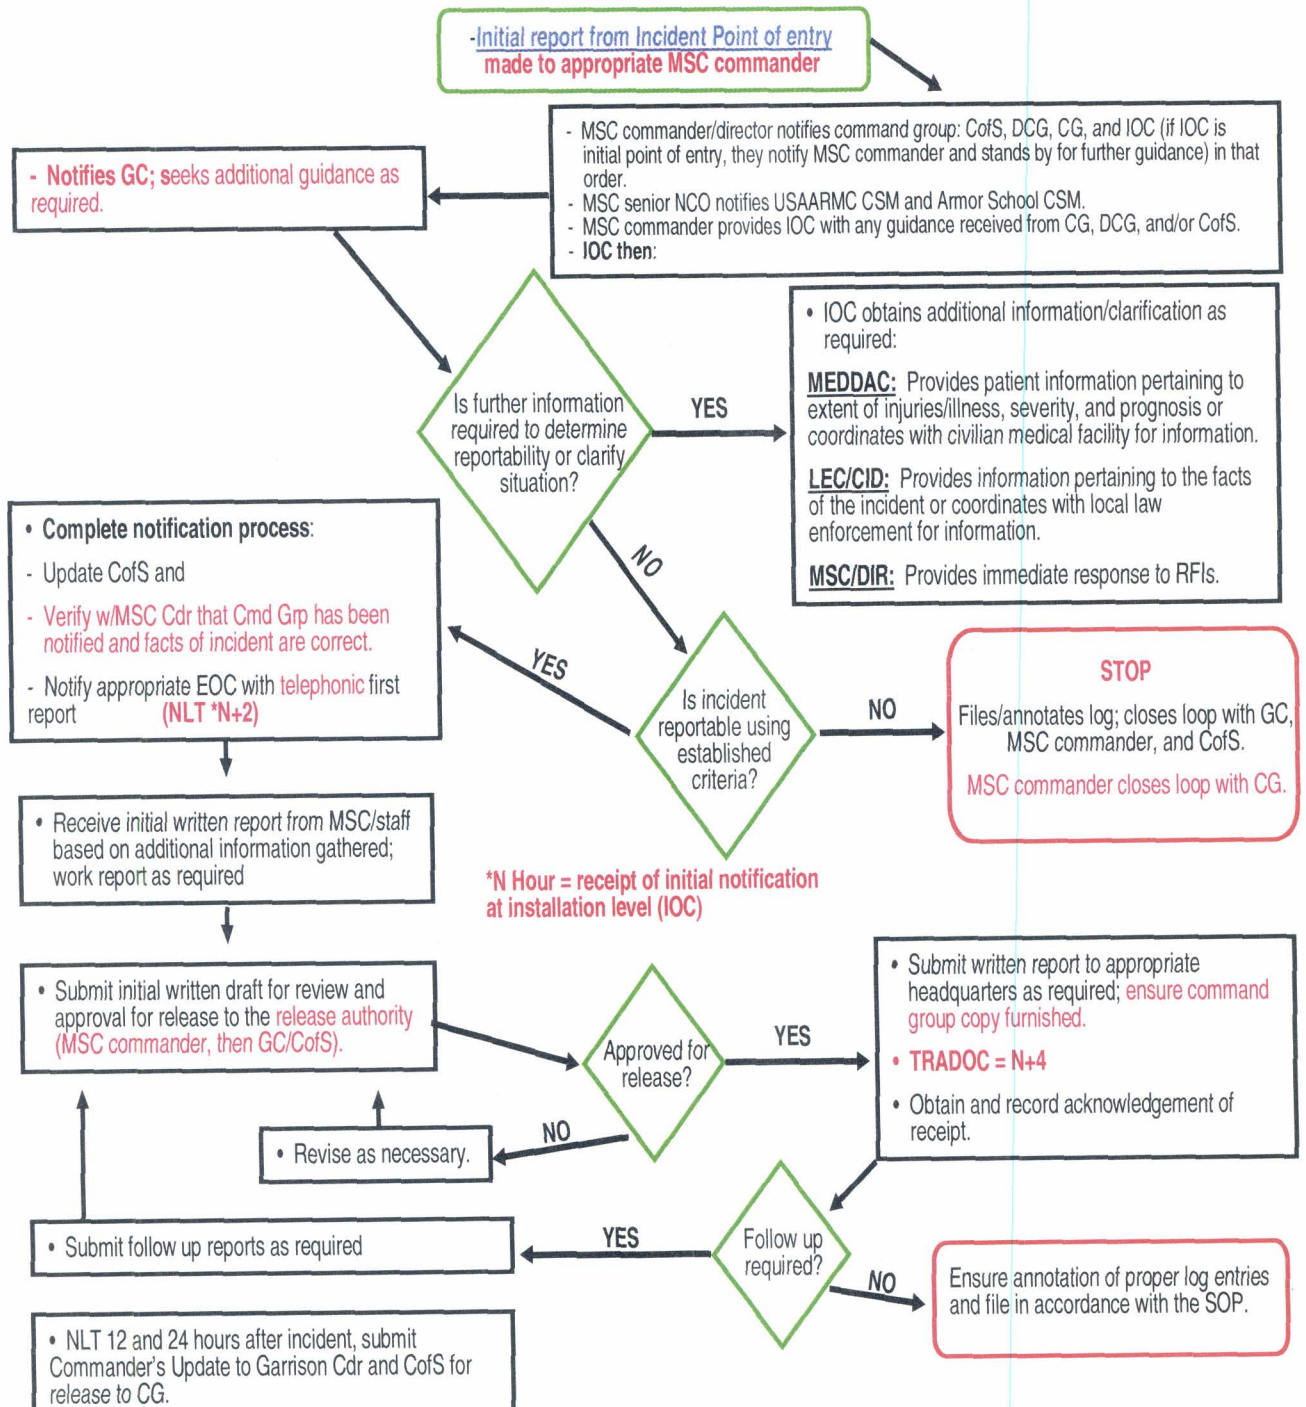 -Initial report from Incident Point of entry
made to appropriate MSC commander
- MSC commander/director notifies command group: CofS, DCG, CG, and IOC (if IOC is
initial point of entry, they notify MSC commander and stands by for further guidance) in that
order.
- MSC senior NCO notifies USAARMC CSM and Armor School CSM.
- MSC commander provides IOC with any guidance received from CG, DCG, and/or CofS.
- IOC then:
- Notifies GC; seeks additional guidance as
required.
Is further information
required to determine
reportability or clarify
situation?
YES
• IOC obtains additional information/clarification as
required:
MEDDAC: Provides patient information pertaining to
extent of injuries/illness, severity, and prognosis or
coordinates with civilian medical facility for information.
LEC/CID: Provides information pertaining to the facts
of the incident or coordinates with local law
enforcement for information.
MSC/DIR: Provides immediate response to RFIs.
NO
Is incident
reportable using
established
criteria?
NO
STOP
Files/annotates log; closes loop with GC,
MSC commander, and CofS.
MSC commander closes loop with CG.
YES
• Complete notification process:
- Update CofS and
- Verify w/MSC Cdr that Cmd Grp has been
notified and facts of incident are correct.
- Notify appropriate EOC with telephonic first
report (NLT *N+2)
• Receive initial written report from MSC/staff
based on additional information gathered;
work report as required
*N Hour = receipt of initial notification
at installation level (IOC)
• Submit initial written draft for review and
approval for release to the release authority
(MSC commander, then GC/CofS).
Approved for
release?
YES
• Submit written report to appropriate
headquarters as required; ensure command
group copy furnished.
• TRADOC = N+4
• Obtain and record acknowledgement of
receipt.
NO
• Revise as necessary.
Follow up
required?
YES
• Submit follow up reports as required
NO
Ensure annotation of proper log entries
and file in accordance with the SOP.
• NLT 12 and 24 hours after incident, submit
Commander's Update to Garrison Cdr and CofS for
release to CG.